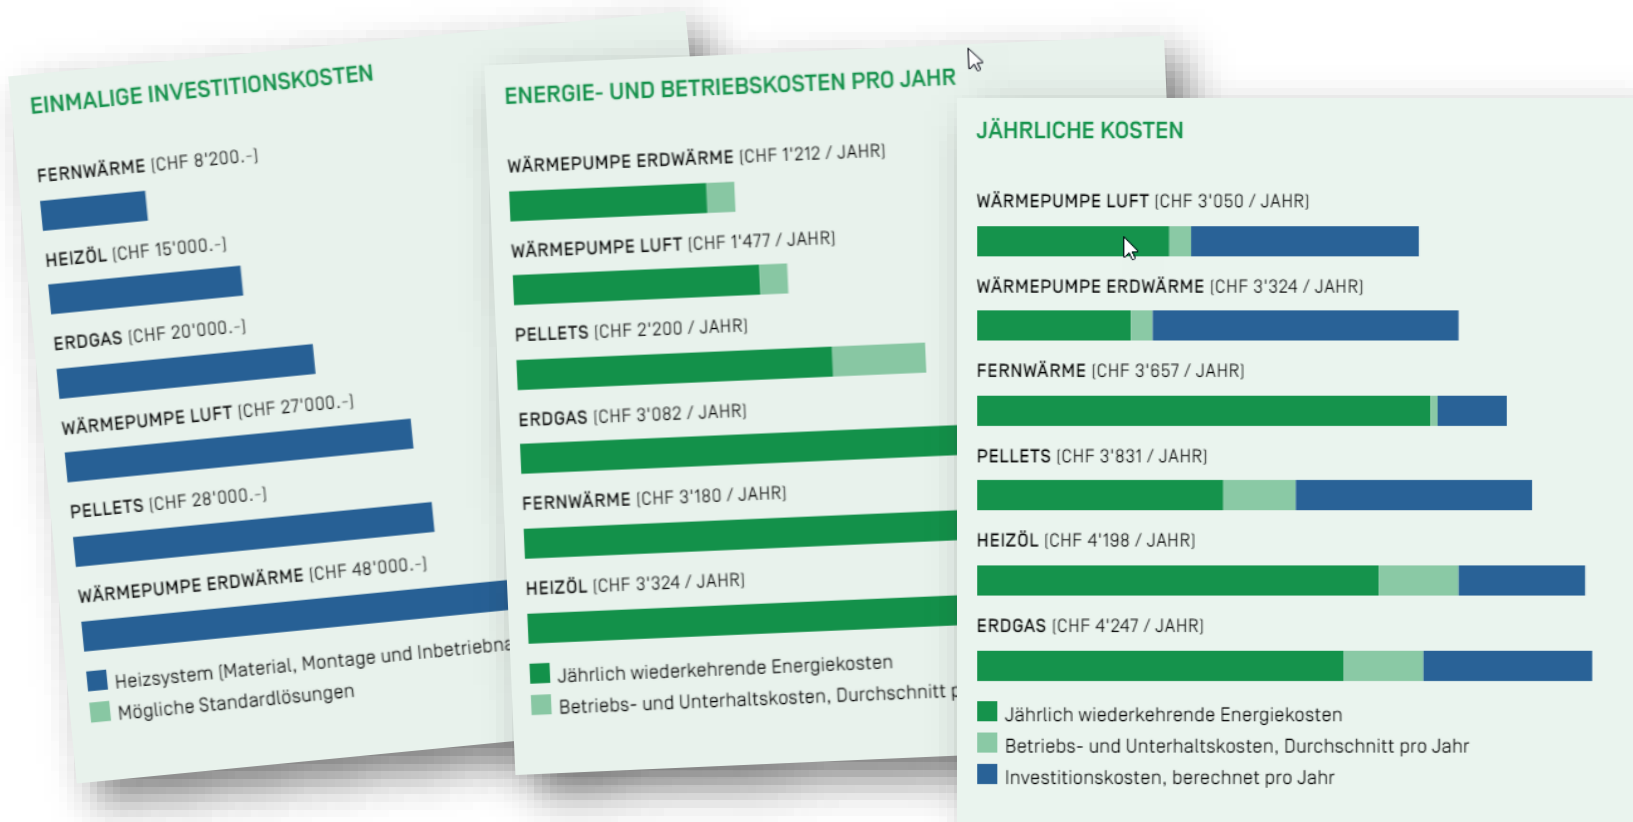 EINMALIGE INVESTITIONSKOSTEN
FERNWÄRME (CHF 8'200.-)
HEIZÖL (CHF 15'000.-)
ERDGAS (CHF 20'000.-)
WÄRMEPUMPE LUFT (CHF 27'000.-)
PELLETS (CHF 28'000.-)
WÄRMEPUMPE ERDWÄRME (CHF 48'000.-)
Heizsystem (Material, Montage und
Mögliche Standardlösungen
ENERGIE- UND BETRIEBSKOSTEN PRO JAHR
WÄRMEPUMPE ERDWÄRME (CHF 1'212 / JAHR)
WÄRMEPUMPE LUFT (CHF 1'477 / JAHR)
PELLETS (CHF 2'200 / JAHR)
ERDGAS (CHF 3'082 / JAHR)
FERNWÄRME (CHF 3'180 / JAHR)
HEIZÖL (CHF 3'324 / JAHR)
Jährlich wiederkehrende Energiekosten
Betriebs- und Unterhaltskosten, Durchschnitt
JÄHRLICHE KOSTEN
WÄRMEPUMPE LUFT (CHF 3'050 / JAHR)
WÄRMEPUMPE ERDWÄRME (CHF 3'324 / JAHR)
FERNWÄRME (CHF 3'657 / JAHR)
PELLETS (CHF 3'831 / JAHR)
HEIZÖL (CHF 4'198 / JAHR)
ERDGAS (CHF 4'247 / JAHR)
Jährlich wiederkehrende Energiekosten
Betriebs- und Unterhaltskosten, Durchschnitt pro Jahr
Investitionskosten, berechnet pro Jahr